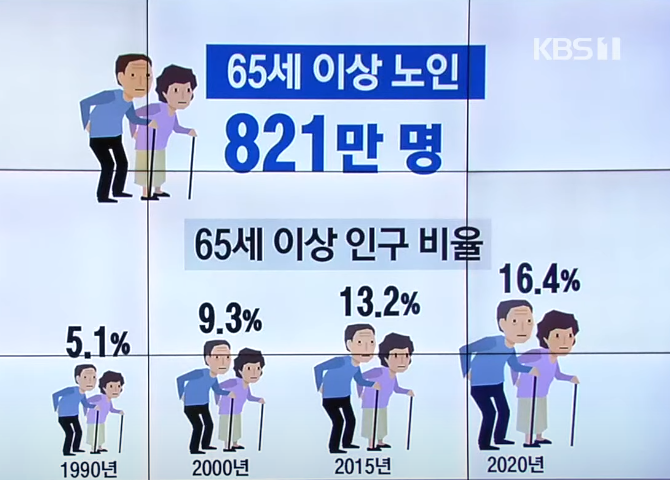 KBS1
65세 이상 노인
821만 명
65세 이상 인구 비율
5.1%
9.3%
13.2%
16.4%
1990년
2000년
2015년
2020년